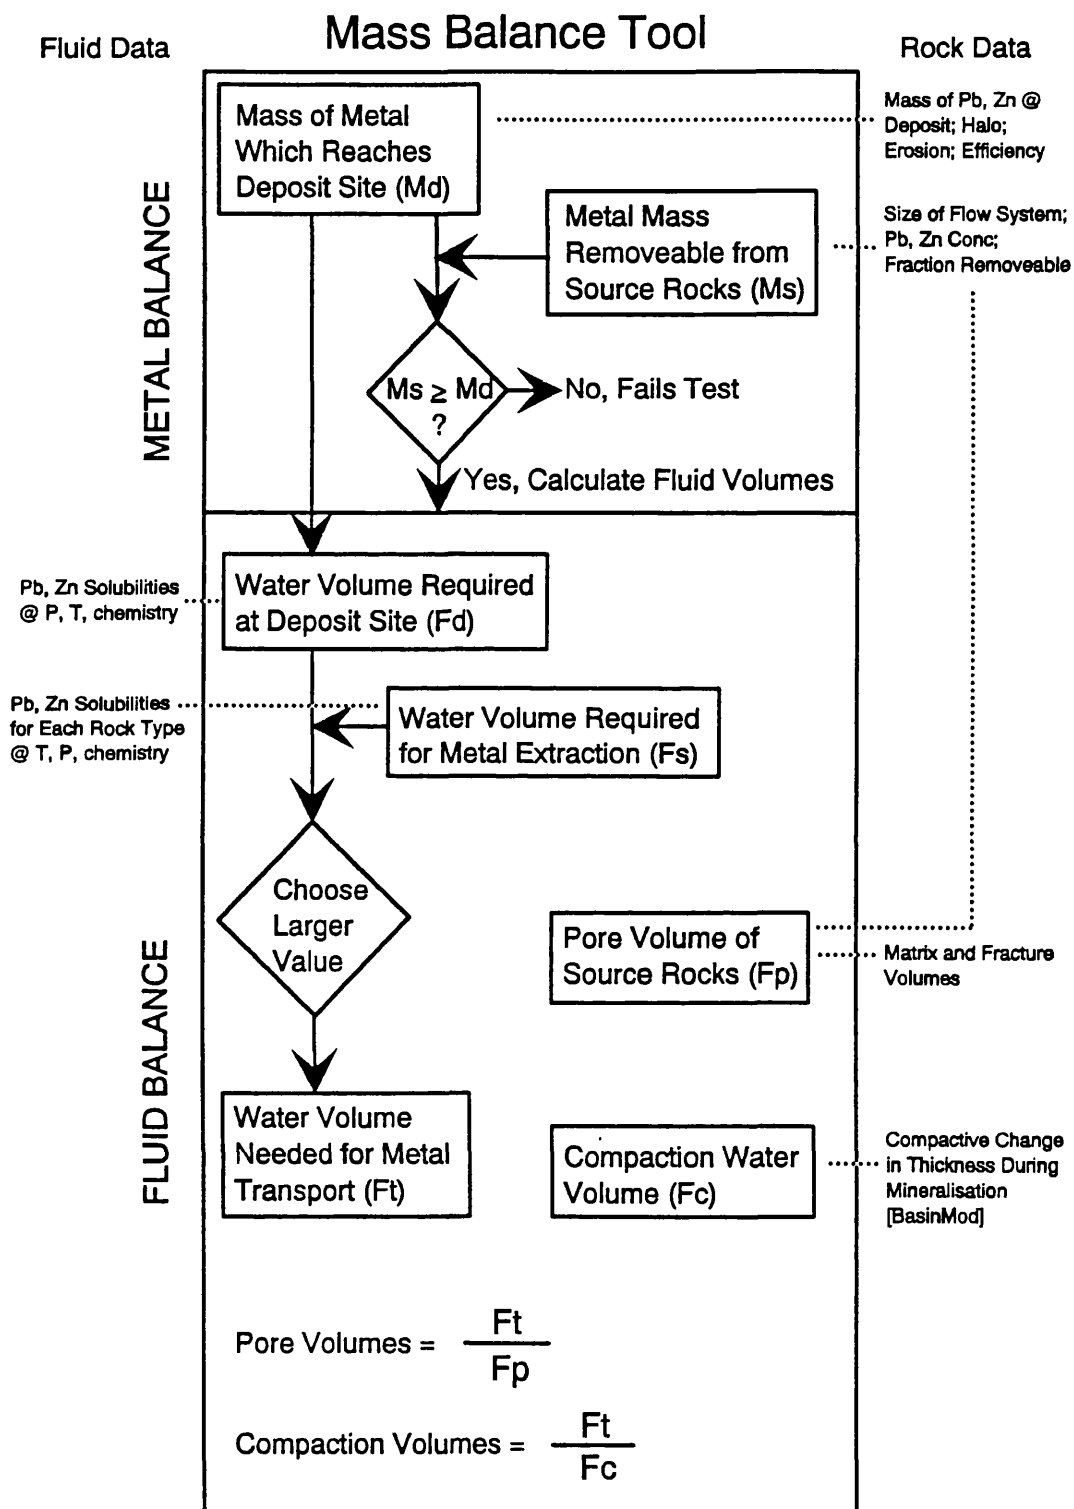 Mass Balance Tool
Fluid Data
Rock Data
METAL BALANCE
Mass of Metal
Which Reaches
Deposit Site (Md)
Mass of Pb, Zn @
Deposit; Halo;
Erosion; Efficiency
Metal Mass
Removeable from
Source Rocks (Ms)
Size of Flow System;
Pb, Zn Conc;
Fraction Removeable
Ms ≥ Md
?
No, Fails Test
Yes, Calculate Fluid Volumes
FLUID BALANCE
Pb, Zn Solubilities
@ P, T, chemistry
Water Volume Required
at Deposit Site (Fd)
Pb, Zn Solubilities
for Each Rock Type
@ T, P, chemistry
Water Volume Required
for Metal Extraction (Fs)
Choose
Larger
Value
Pore Volume of
Source Rocks (Fp)
Matrix and Fracture
Volumes
Water Volume
Needed for Metal
Transport (Ft)
Compaction Water
Volume (Fc)
Compactive Change
in Thickness During
Mineralisation
[BasinMod]
Pore Volumes = Ft
Fp
Compaction Volumes = Ft
Fc